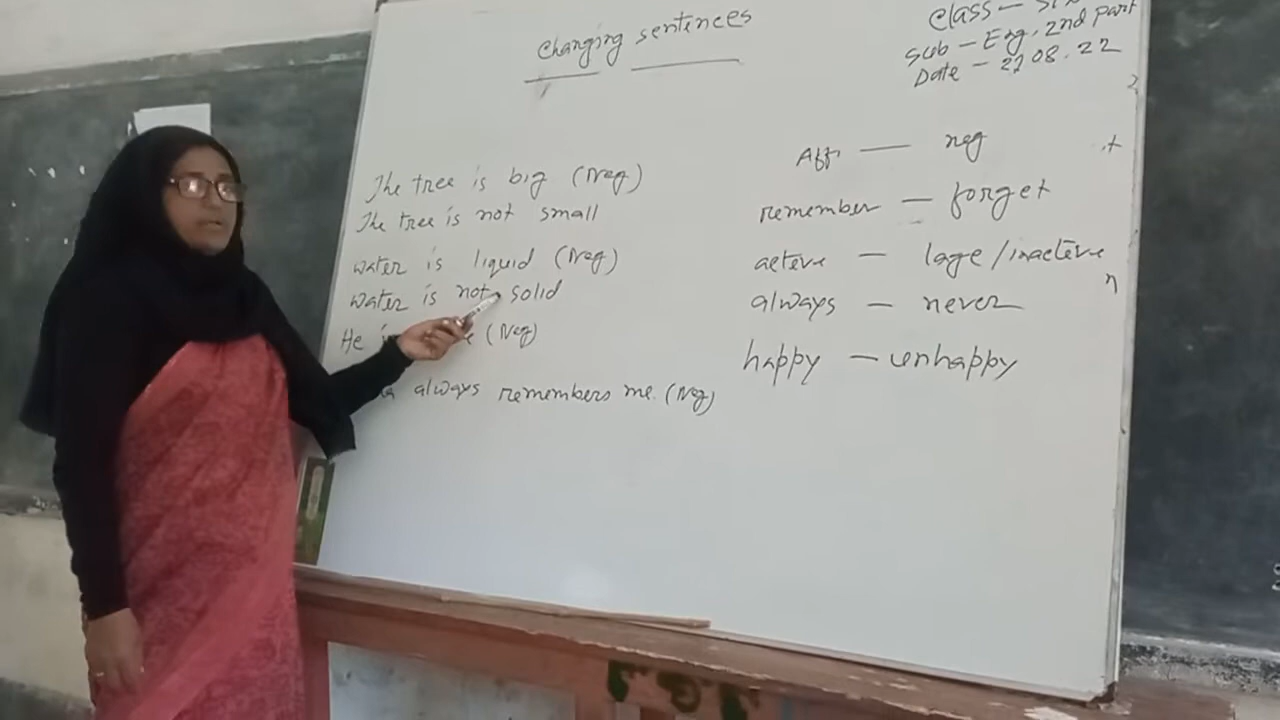 Changing sentences
Class –
Sub – Eng. 2nd part
Date – 08.22
The tree is big (Neg)
The tree is not small
water is liquid (Neg)
water is not solid
He (Neg)
always remembers me. (Neg)
Aff. — neg
remember — forget
active — lage/inactive
always — never
happy — unhappy